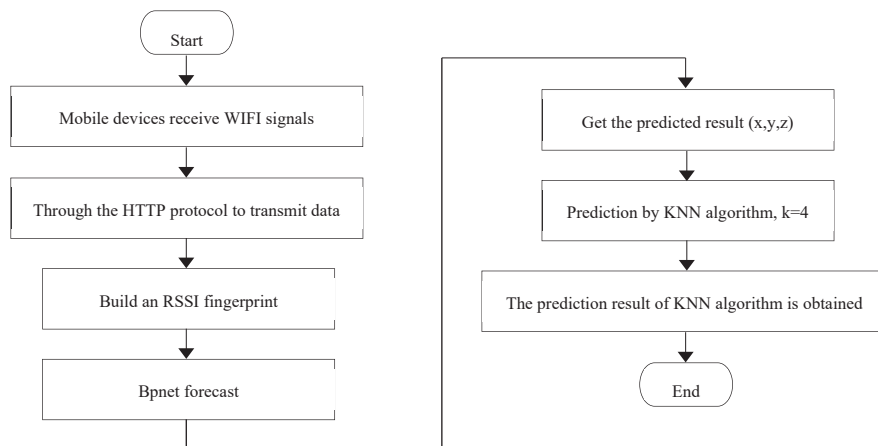 Start
Mobile devices receive WIFI signals
Through the HTTP protocol to transmit data
Build an RSSI fingerprint
Bpnet forecast
Get the predicted result (x,y,z)
Prediction by KNN algorithm, k=4
The prediction result of KNN algorithm is obtained
End